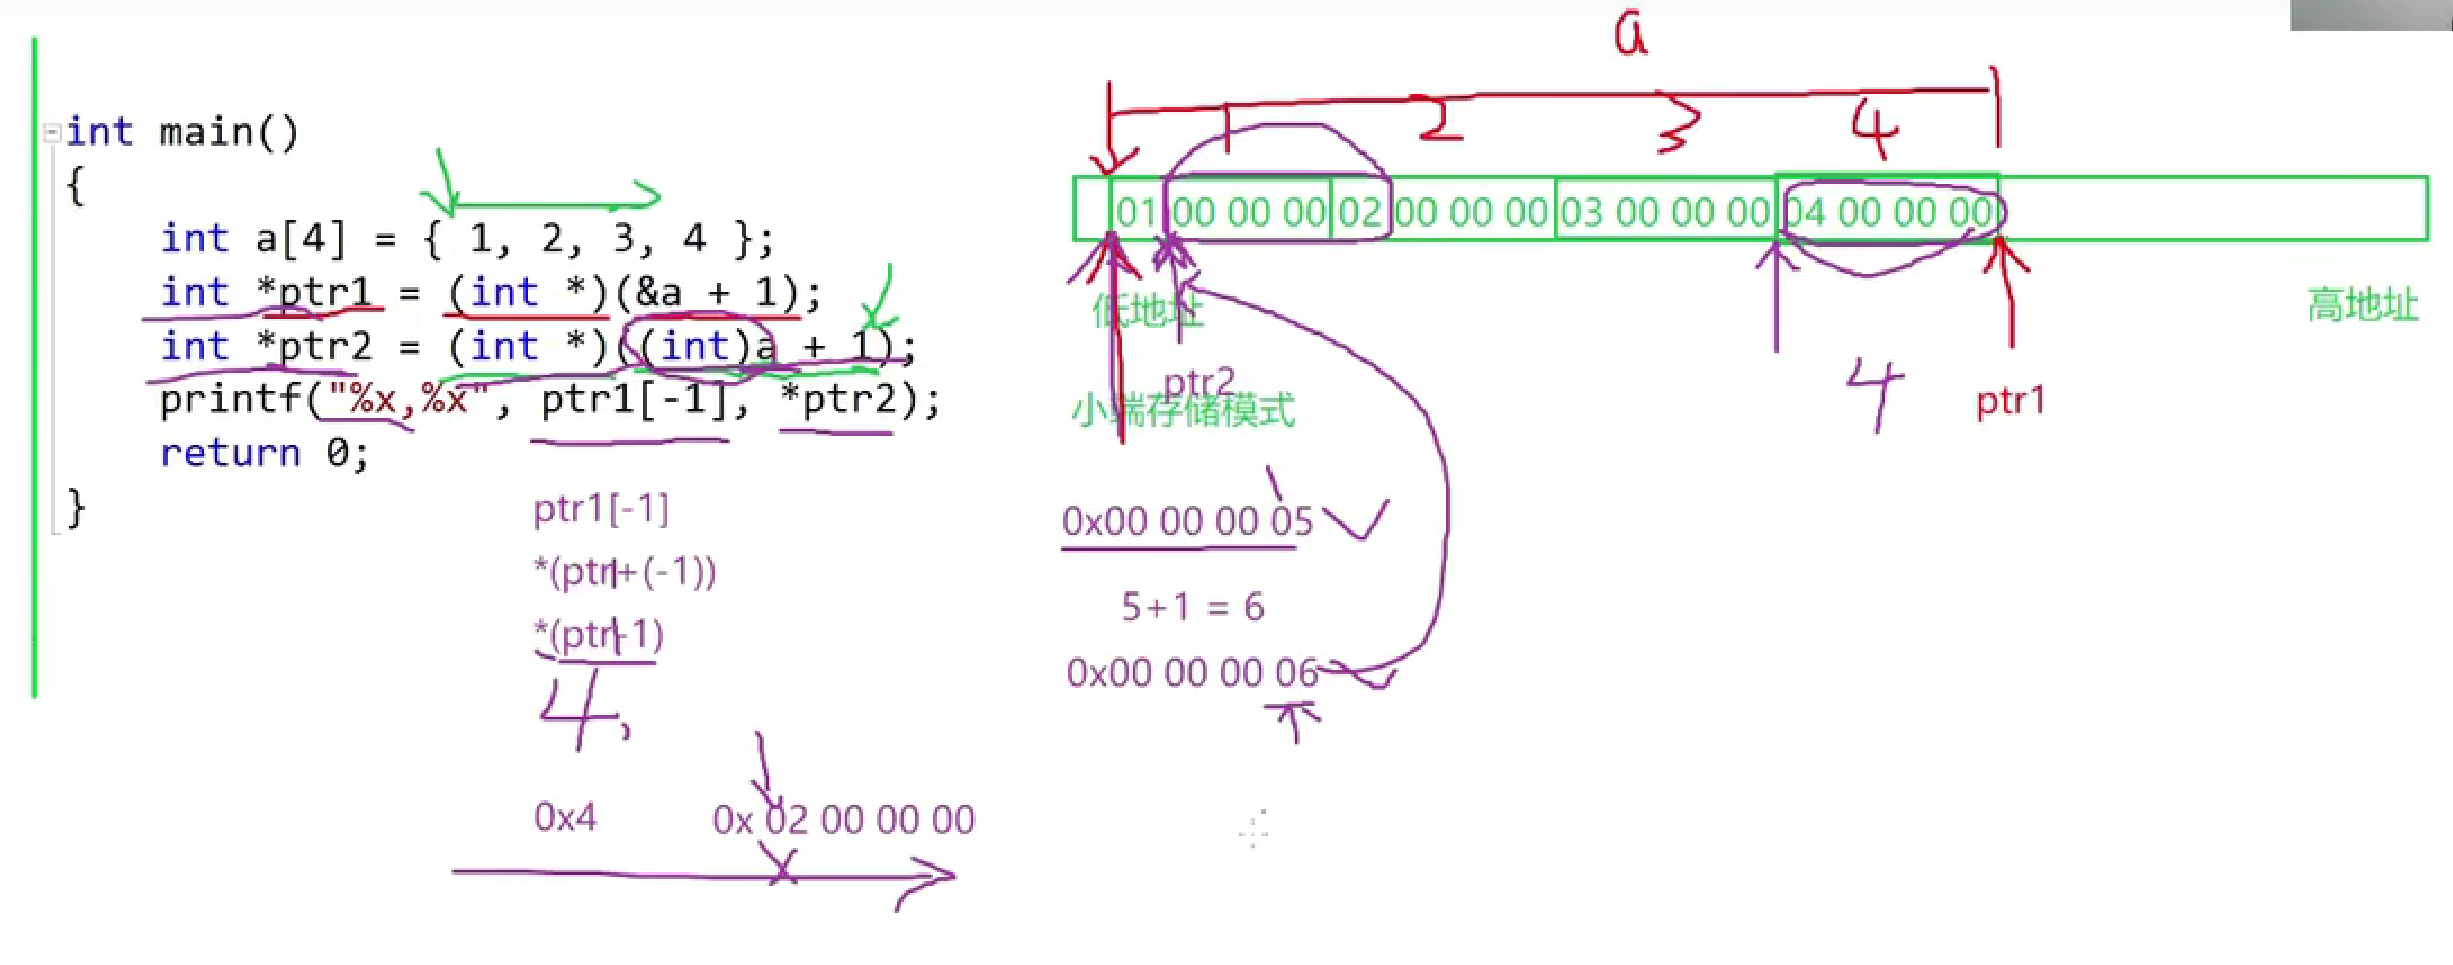 int main()
{
int a[4] = { 1, 2, 3, 4 };
int *ptr1 = (int *)(&a + 1);
int *ptr2 = (int *)((int)a + 1);
printf("%x,%x", ptr1[-1], *ptr2);
return 0;
}
ptr1[-1]
*(ptr1+(-1))
*(ptr1-1)
4,
0x4 0x 02 00 00 00
a
1 2 3 4
01 00 00 00 02 00 00 00 03 00 00 00 04 00 00 00
低地址 高地址
ptr2
小端存储模式
4
ptr1
0x00 00 00 05
5+1 = 6
0x00 00 00 06